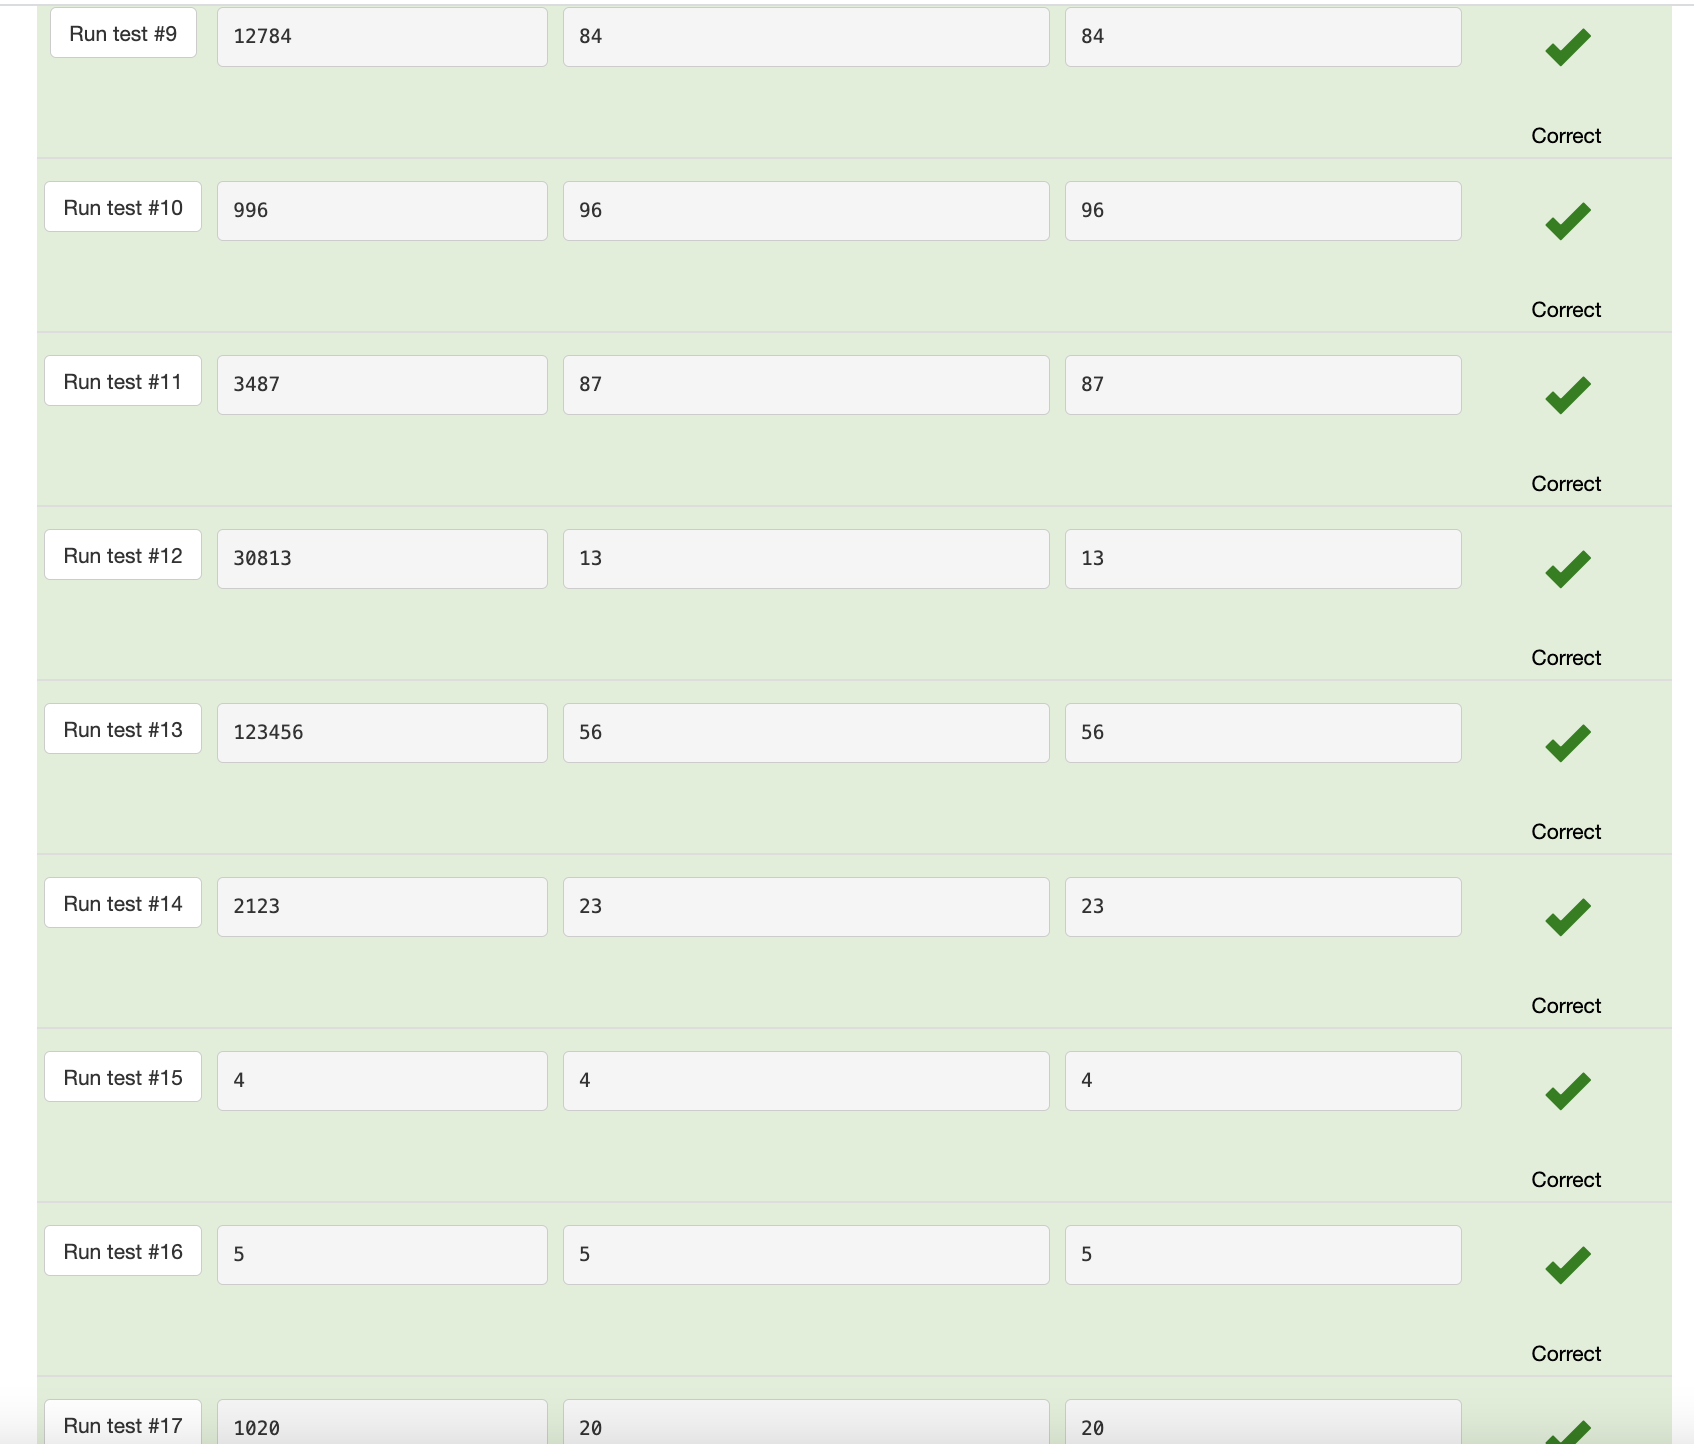 Run test #9 12784 84 84
Correct
Run test #10 996 96 96
Correct
Run test #11 3487 87 87
Correct
Run test #12 30813 13 13
Correct
Run test #13 123456 56 56
Correct
Run test #14 2123 23 23
Correct
Run test #15 4 4 4
Correct
Run test #16 5 5 5
Correct
Run test #17 1020 20 20